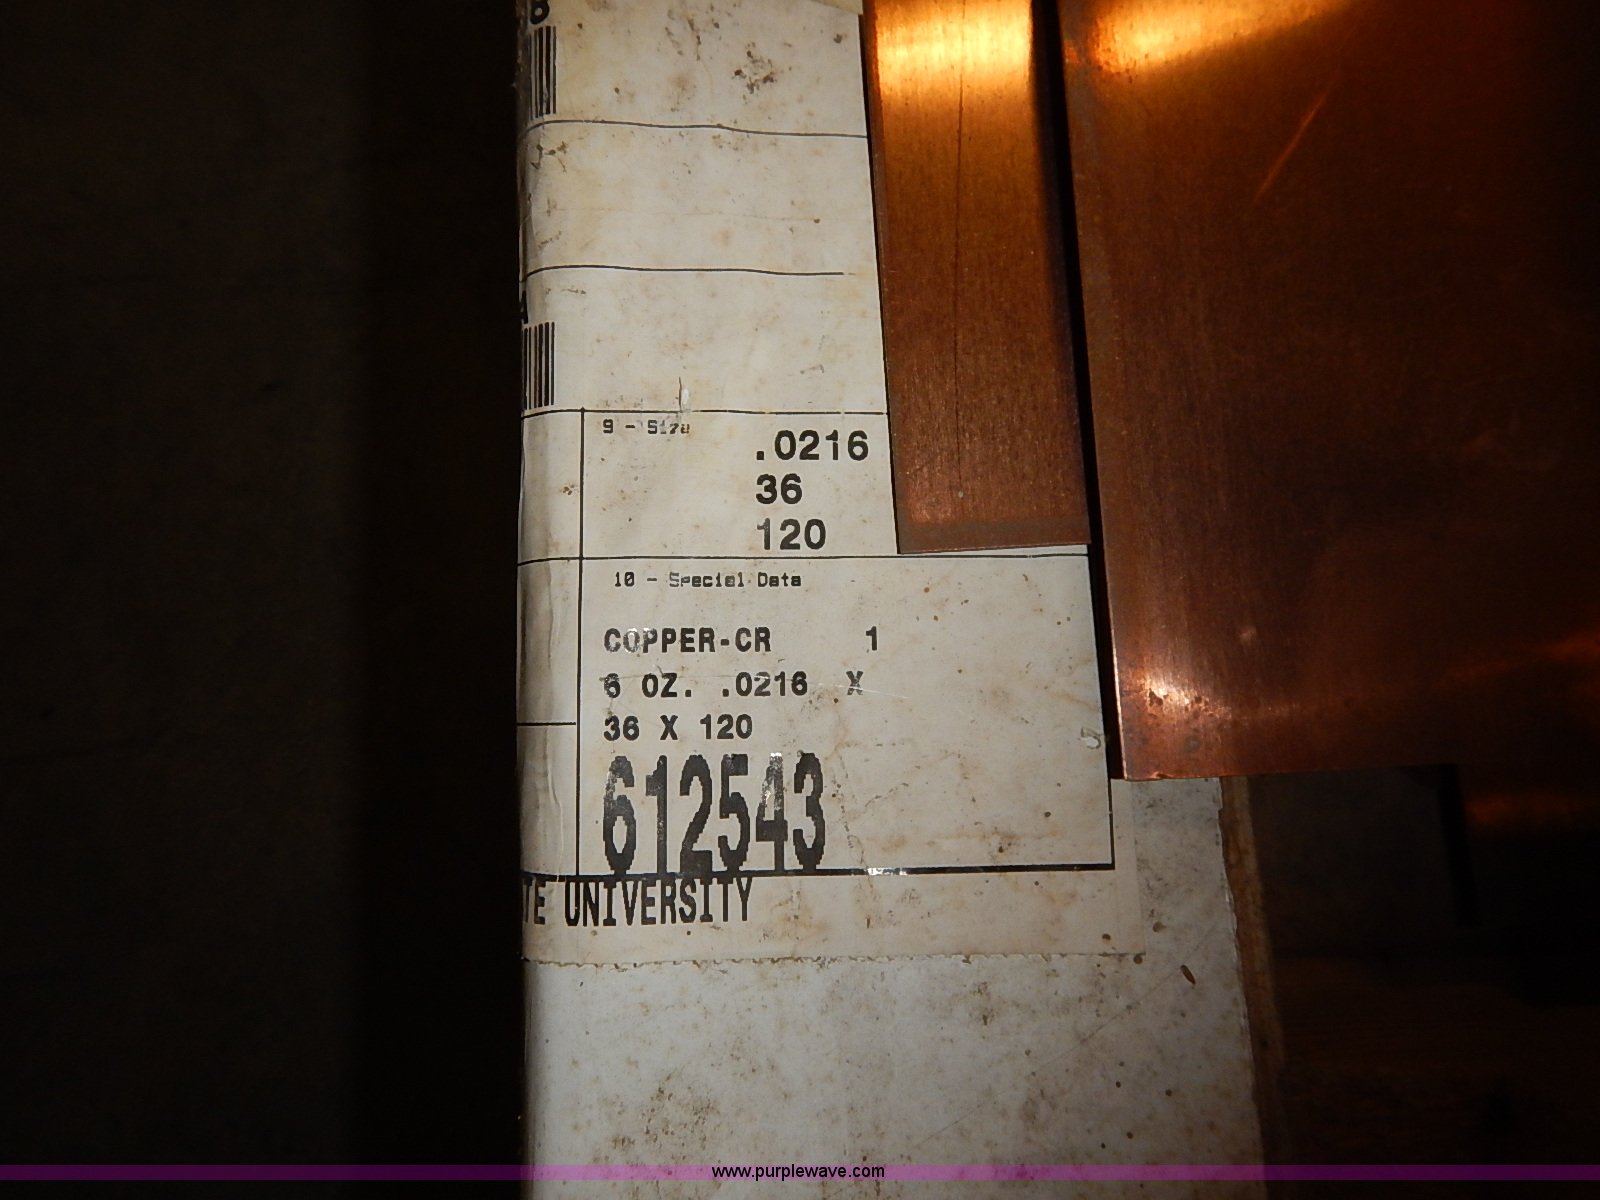 B
A
9 - Size
.0216
36
120
10 - Special Data
COPPER-CR 1
6 OZ. .0216 X
36 X 120
612543
TE UNIVERSITY
www.purplewave.com